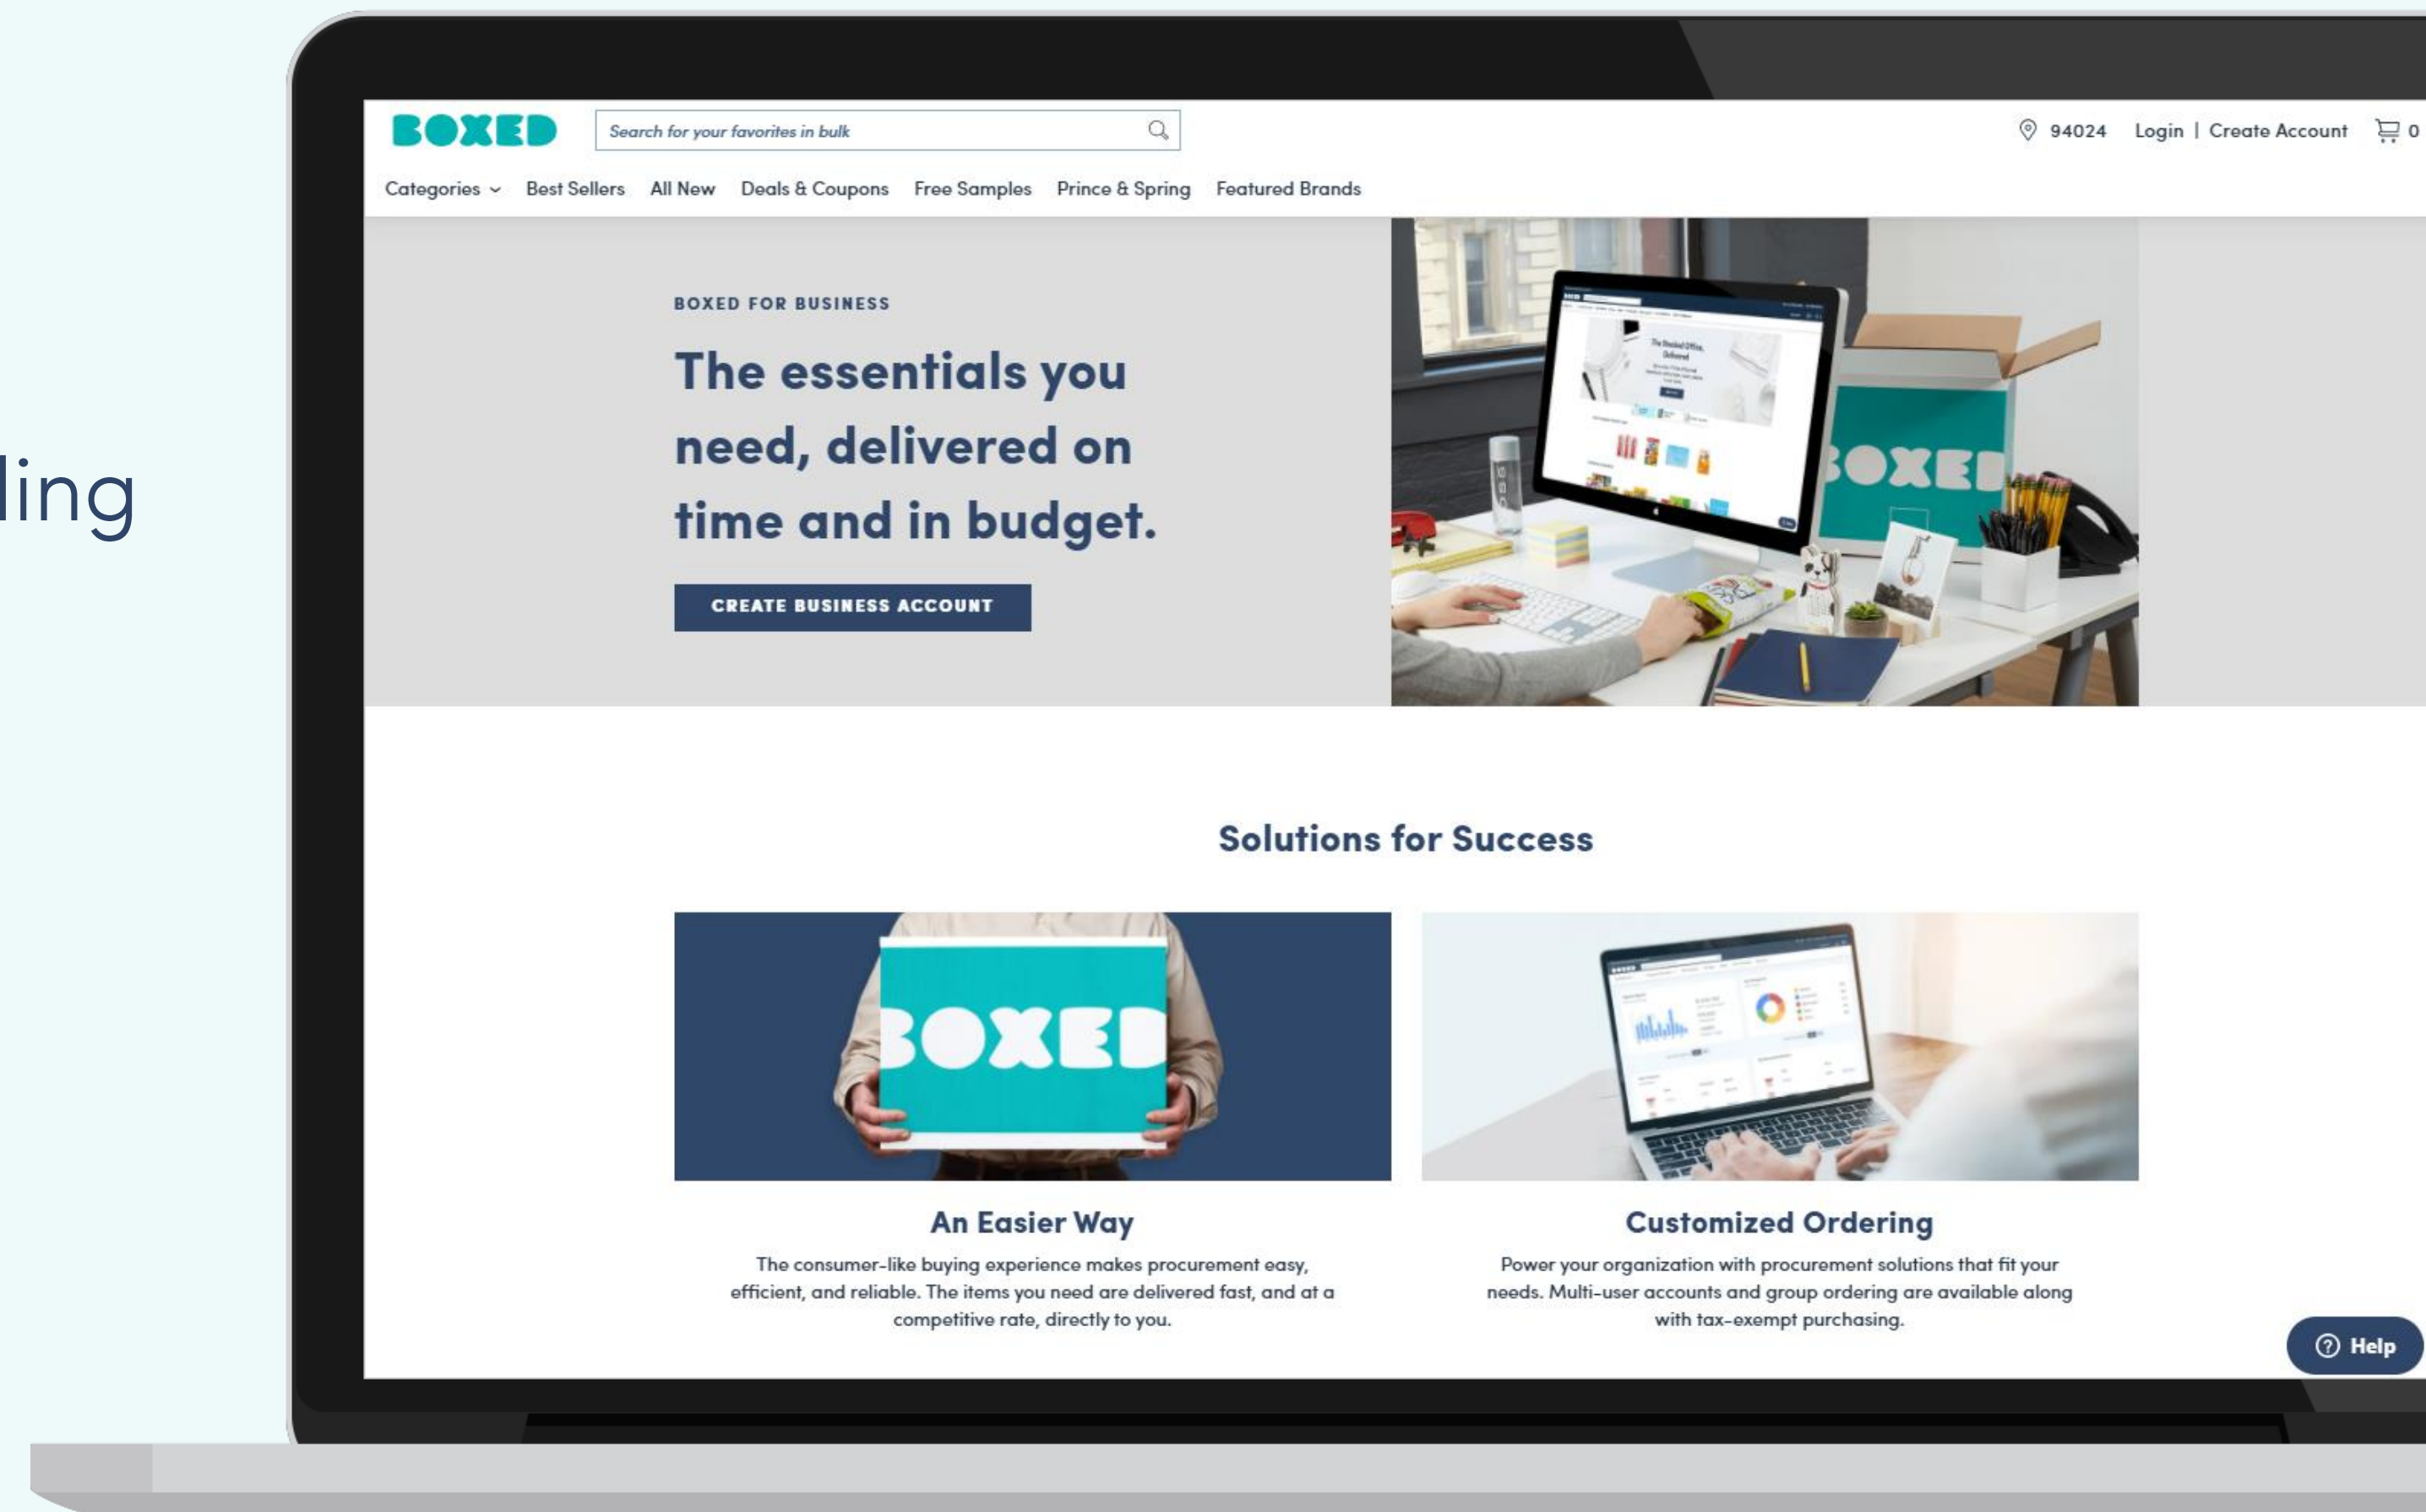 BOXED
Search for your favorites in bulk
94024 Login | Create Account 0
Categories Best Sellers All New Deals & Coupons Free Samples Prince & Spring Featured Brands
BOXED FOR BUSINESS
The essentials you
need, delivered on
time and in budget.
CREATE BUSINESS ACCOUNT
BOXED
ling
Solutions for Success
BOXED
An Easier Way
The consumer-like buying experience makes procurement easy,
efficient, and reliable. The items you need are delivered fast, and at a
competitive rate, directly to you.
Customized Ordering
Power your organization with procurement solutions that fit your
needs. Multi-user accounts and group ordering are available along
with tax-exempt purchasing.
Help